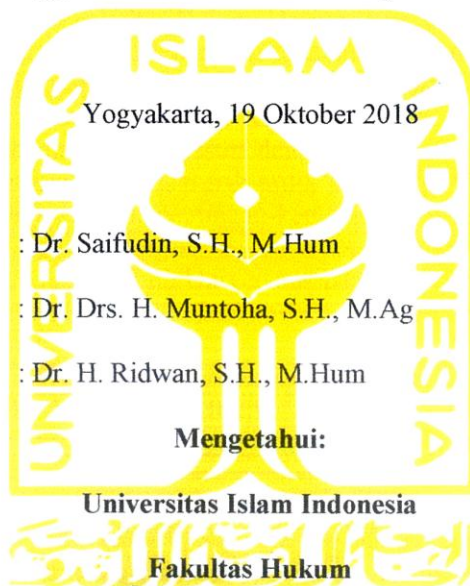 ISLAM
UNIVERSITAS
INDONESIA
Yogyakarta, 19 Oktober 2018
: Dr. Saifudin, S.H., M.Hum
: Dr. Drs. H. Muntoha, S.H., M.Ag
: Dr. H. Ridwan, S.H., M.Hum
Mengetahui:
Universitas Islam Indonesia
Fakultas Hukum